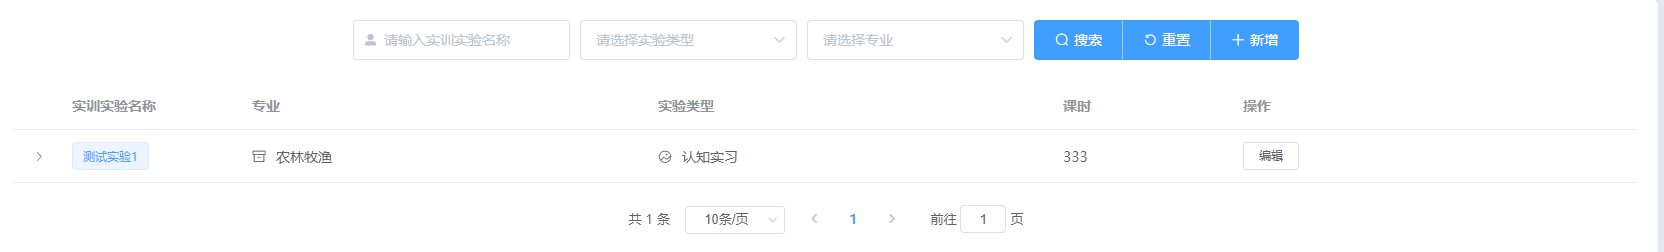 请输入实训实验名称 请选择实验类型 请选择专业 搜索 重置 新增
实训实验名称 专业 实验类型 课时 操作
测试实验1 农林牧渔 认知实习 333 编辑
共 1 条 10条/页 1 前往 1 页